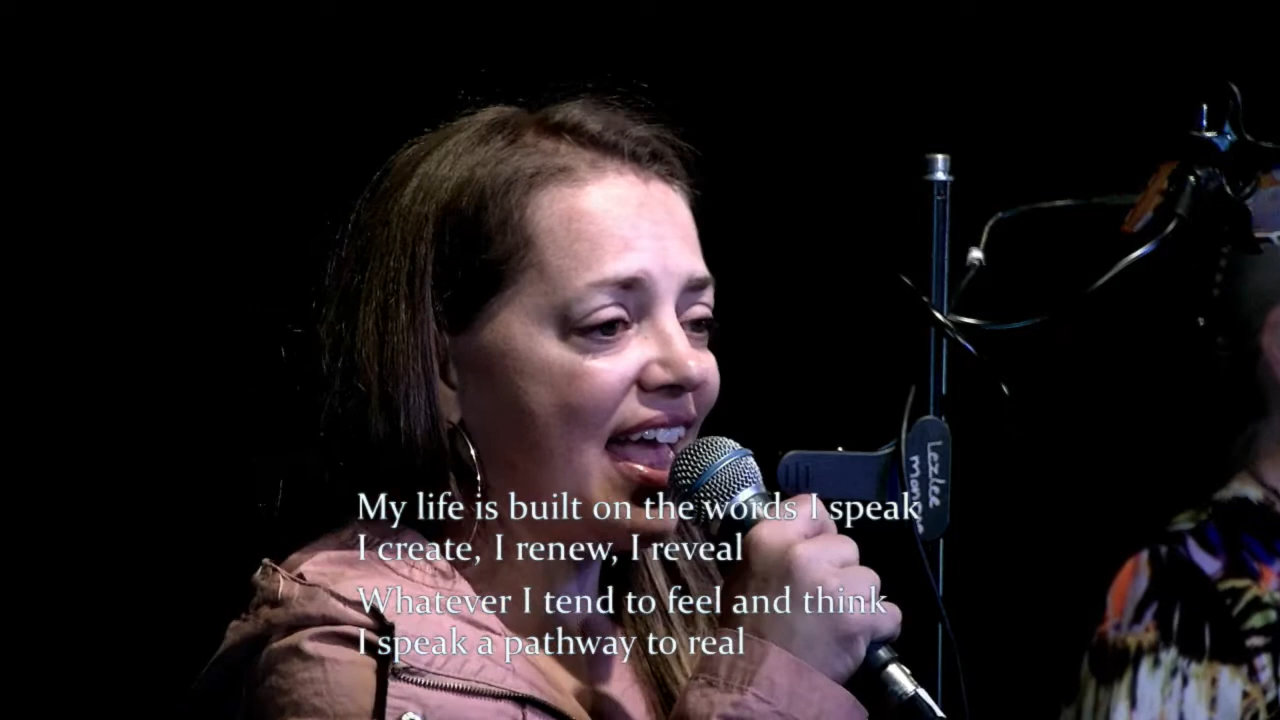 My life is built on the words I speak
I create, I renew, I reveal
Whatever I tend to feel and think
I speak a pathway to real
Lezlee